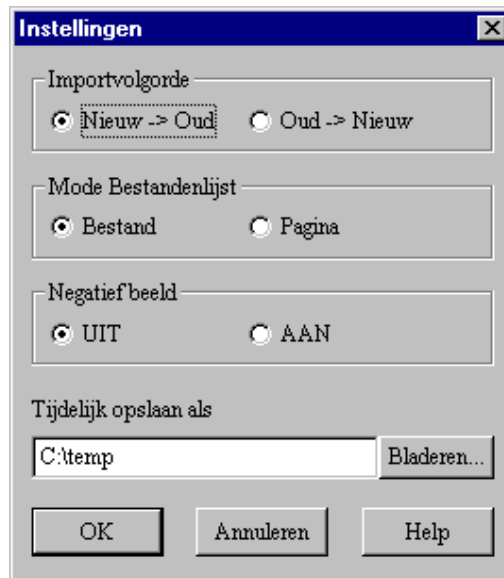 Instellingen
Importvolgorde
Nieuw -> Oud Oud -> Nieuw
Mode Bestandenlijst
Bestand Pagina
Negatief beeld
UIT AAN
Tijdelijk opslaan als
C:\temp Bladeren...
OK Annuleren Help